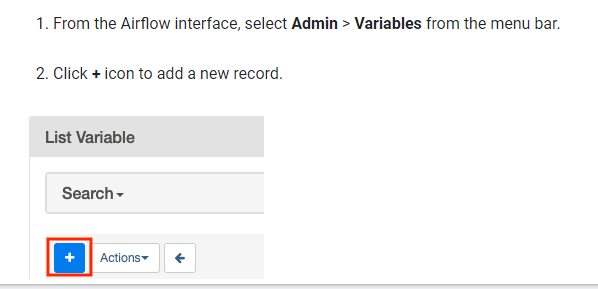 1. From the Airflow interface, select Admin > Variables from the menu bar.
2. Click + icon to add a new record.
List Variable
Search
+ Actions